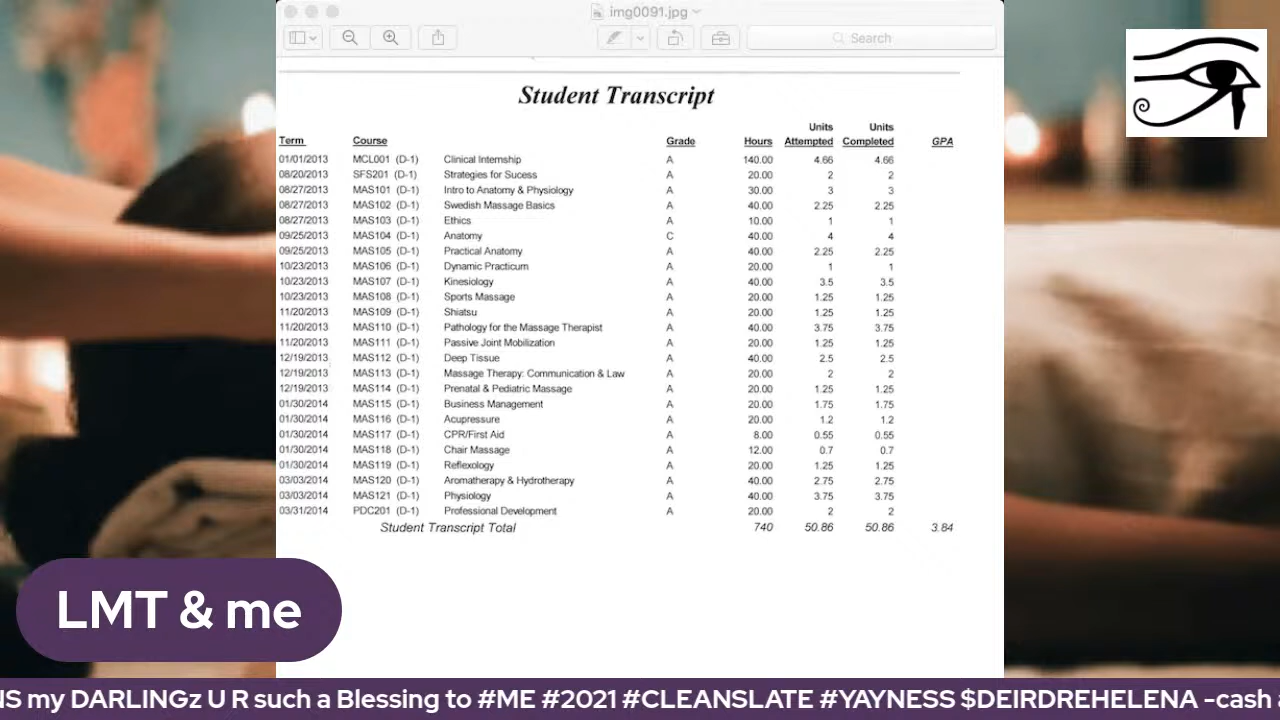 img0091.jpg
Search
Student Transcript
Units Units
Term Course Grade Hours Attempted Completed GPA
01/01/2013 MCL001 (D-1) Clinical Internship A 140.00 4.66 4.66
08/20/2013 SFS201 (D-1) Strategies for Sucess A 20.00 2 2
08/27/2013 MAS101 (D-1) Intro to Anatomy & Physiology A 30.00 3 3
08/27/2013 MAS102 (D-1) Swedish Massage Basics A 40.00 2.25 2.25
08/27/2013 MAS103 (D-1) Ethics A 10.00 1 1
09/25/2013 MAS104 (D-1) Anatomy C 40.00 4 4
09/25/2013 MAS105 (D-1) Practical Anatomy A 40.00 2.25 2.25
10/23/2013 MAS106 (D-1) Dynamic Practicum A 20.00 1 1
10/23/2013 MAS107 (D-1) Kinesiology A 40.00 3.5 3.5
10/23/2013 MAS108 (D-1) Sports Massage A 20.00 1.25 1.25
11/20/2013 MAS109 (D-1) Shiatsu A 20.00 1.25 1.25
11/20/2013 MAS110 (D-1) Pathology for the Massage Therapist A 40.00 3.75 3.75
11/20/2013 MAS111 (D-1) Passive Joint Mobilization A 20.00 1.25 1.25
12/19/2013 MAS112 (D-1) Deep Tissue A 40.00 2.5 2.5
12/19/2013 MAS113 (D-1) Massage Therapy: Communication & Law A 20.00 2 2
12/19/2013 MAS114 (D-1) Prenatal & Pediatric Massage A 20.00 1.25 1.25
01/30/2014 MAS115 (D-1) Business Management A 20.00 1.75 1.75
01/30/2014 MAS116 (D-1) Acupressure A 20.00 1.2 1.2
01/30/2014 MAS117 (D-1) CPR/First Aid A 8.00 0.55 0.55
01/30/2014 MAS118 (D-1) Chair Massage A 12.00 0.7 0.7
01/30/2014 MAS119 (D-1) Reflexology A 20.00 1.25 1.25
03/03/2014 MAS120 (D-1) Aromatherapy & Hydrotherapy A 40.00 2.75 2.75
03/03/2014 MAS121 (D-1) Physiology A 40.00 3.75 3.75
03/31/2014 PDC201 (D-1) Professional Development A 20.00 2 2
Student Transcript Total 740 50.86 50.86 3.84
LMT & me
NS my DARLINGz U R such a Blessing to #ME #2021 #CLEANSLATE #YAYNESS $DEIRDREHELENA -cash a